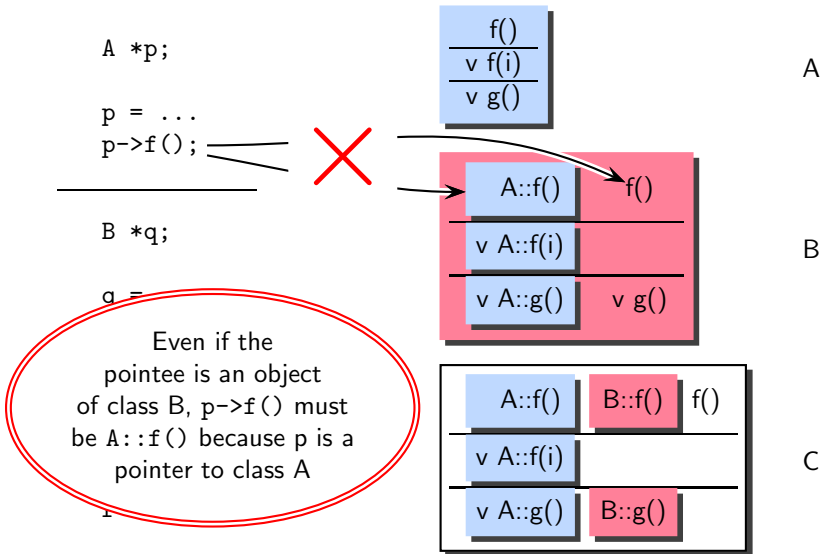 A *p;
p = ...
p->f();
B *q;
q =
Even if the
pointee is an object
of class B, p->f() must
be A::f() because p is a
pointer to class A
f()
v f(i)
v g()
A
A::f() f()
v A::f(i)
v A::g() v g()
B
A::f() B::f() f()
v A::f(i)
v A::g() B::g()
C